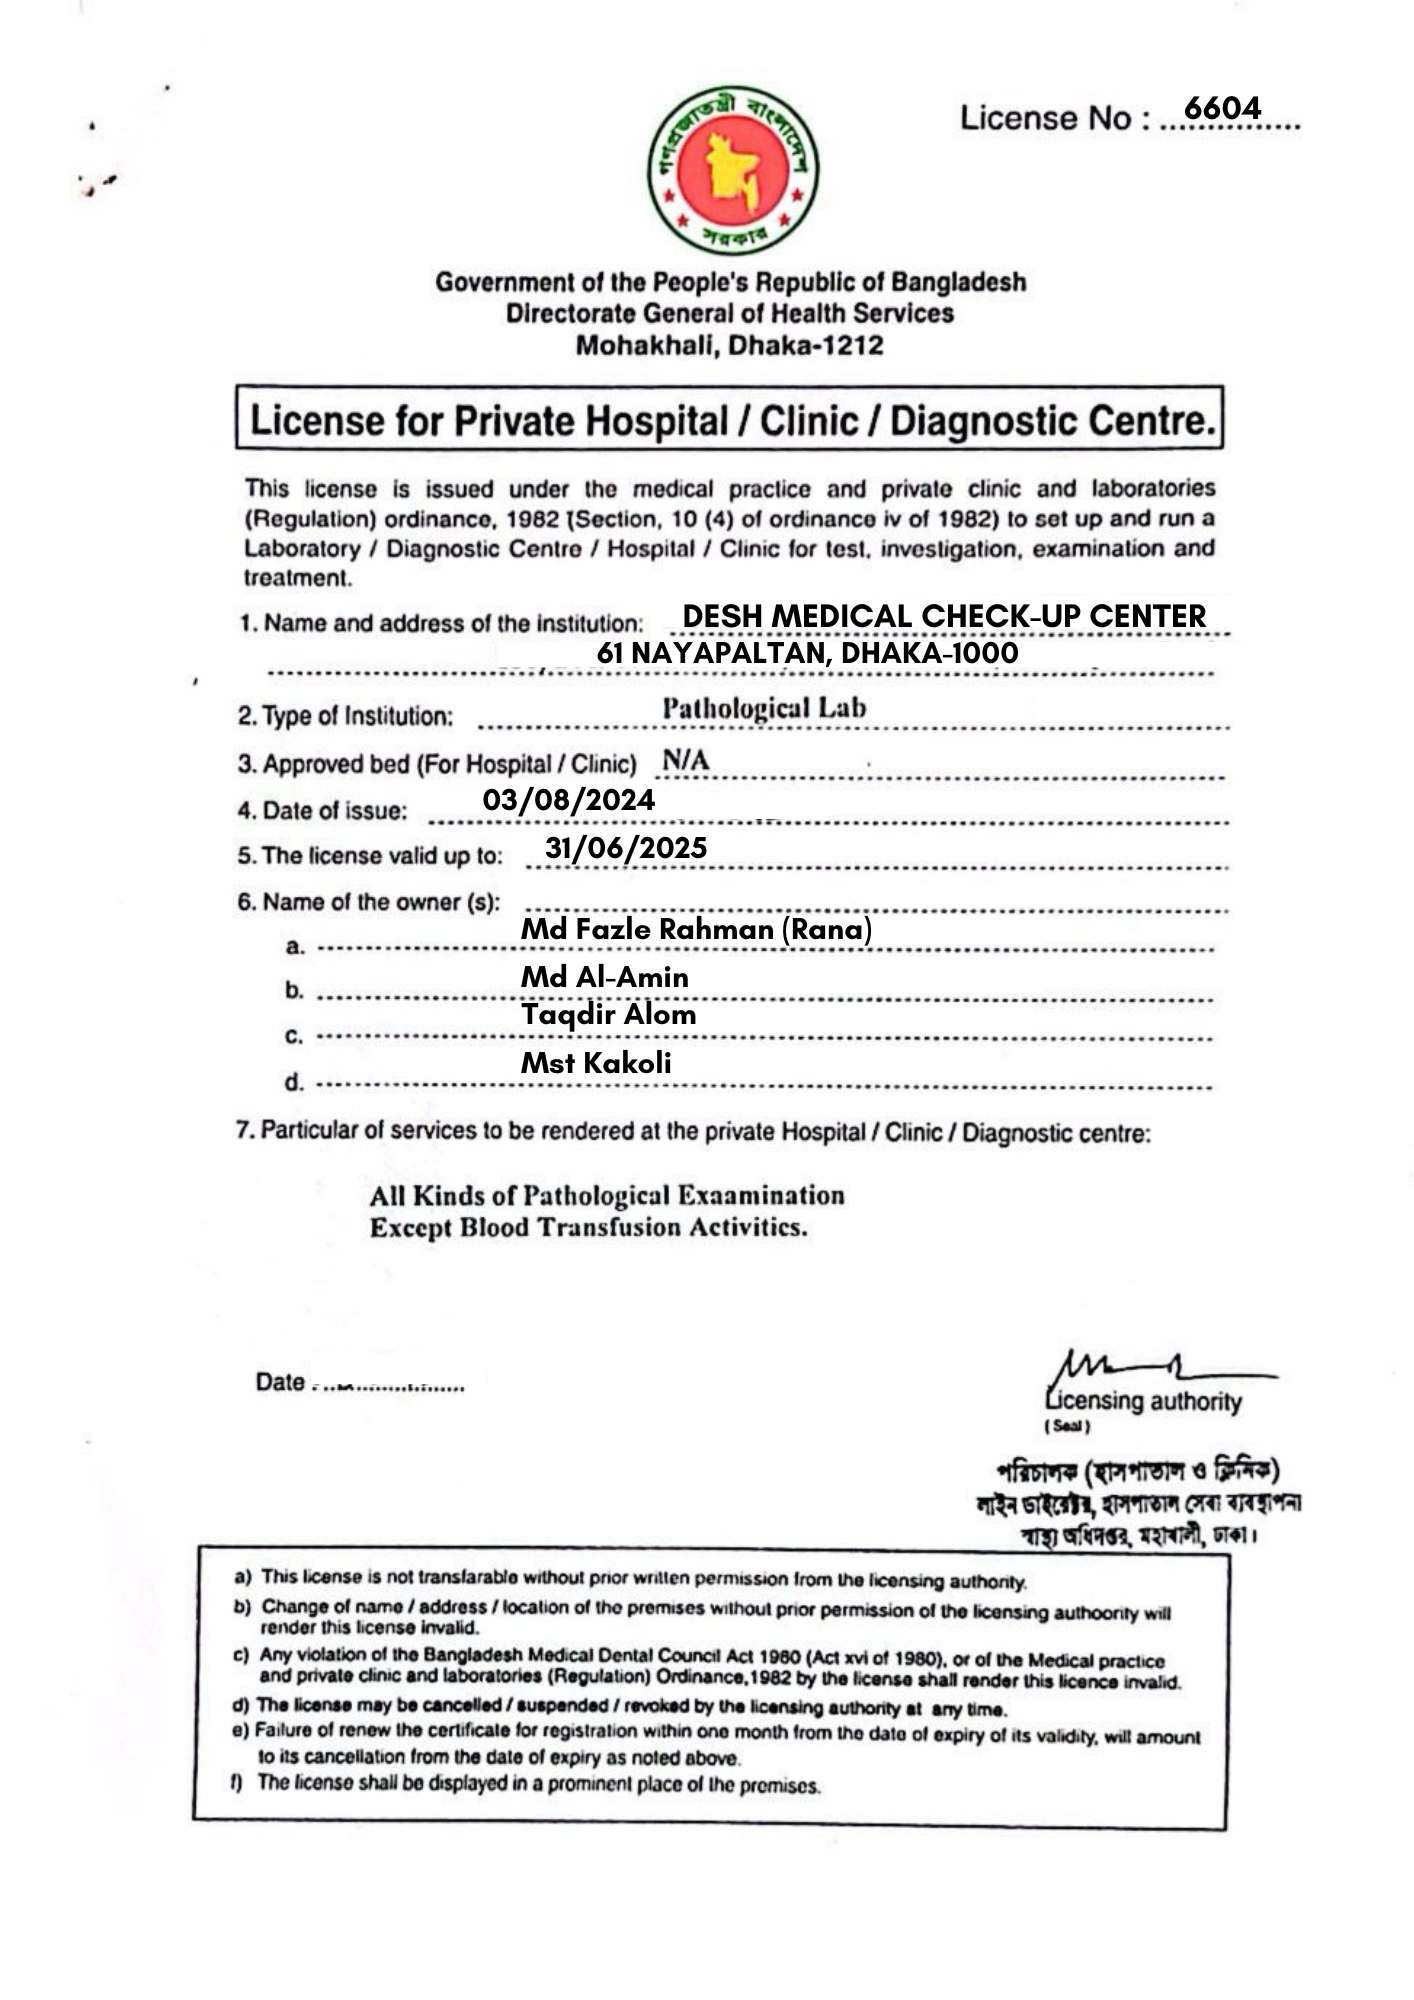 License No : ................ 6604
গণপ্রজাতন্ত্রী বাংলাদেশ
সরকার
Government of the People's Republic of Bangladesh
Directorate General of Health Services
Mohakhali, Dhaka-1212
License for Private Hospital / Clinic / Diagnostic Centre.
This license is issued under the medical practice and private clinic and laboratories
(Regulation) ordinance, 1982 (Section, 10 (4) of ordinance iv of 1982) to set up and run a
Laboratory / Diagnostic Centre / Hospital / Clinic for test, investigation, examination and
treatment.
1. Name and address of the institution: DESH MEDICAL CHECK-UP CENTER
61 NAYAPALTAN, DHAKA-1000
2. Type of Institution: Pathological Lab
3. Approved bed (For Hospital / Clinic) N/A
4. Date of issue: 03/08/2024
5. The license valid up to: 31/06/2025
6. Name of the owner (s):
a. Md Fazle Rahman (Rana)
b. Md Al-Amin
c. Taqdir Alom
d. Mst Kakoli
7. Particular of services to be rendered at the private Hospital / Clinic / Diagnostic centre:
All Kinds of Pathological Exaamination
Except Blood Transfusion Activities.
Date
Licensing authority
(Seal)
পরিচালক (হাসপাতাল ও ক্লিনিক)
লাইন ডাইরেক্টর, হাসপাতাল সেবা ব্যবস্থাপনা
স্বাস্থ্য অধিদপ্তর, মহাখালী, ঢাকা।
a) This license is not transfarable without prior written permission from the licensing authority.
b) Change of name / address / location of the premises without prior permission of the licensing authoority will
render this license invalid.
c) Any violation of the Bangladesh Medical Dental Council Act 1980 (Act xvi of 1980), or of the Medical practice
and private clinic and laboratories (Regulation) Ordinance,1982 by the license shall render this licence invalid.
d) The license may be cancelled / suspended / revoked by the licensing authority at any time.
e) Failure of renew the certificate for registration within one month from the date of expiry of its validity, will amount
to its cancellation from the date of expiry as noted above.
f) The license shall be displayed in a prominent place of the premises.